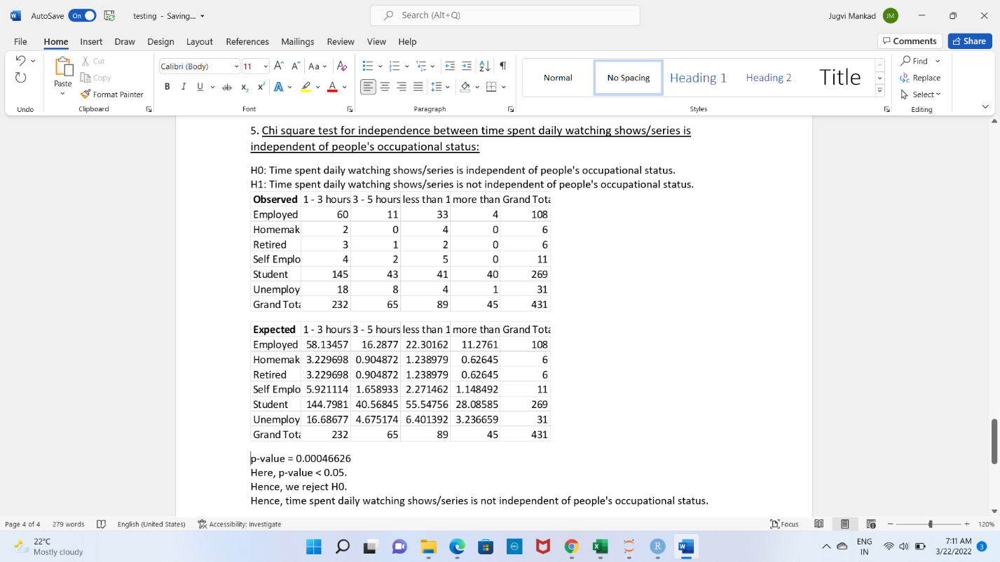 AutoSave On testing - Saving... Search (Alt+Q) Jugvi Mankad JM
File Home Insert Draw Design Layout References Mailings Review View Help Comments Share
Paste Cut Copy Format Painter
Calibri (Body) 11 Aa
B I U ab x2 x2 A A
Normal No Spacing Heading 1 Heading 2 Title
Find Replace Select
Undo Clipboard Font Paragraph Styles Editing
5. Chi square test for independence between time spent daily watching shows/series is
independent of people's occupational status:
H0: Time spent daily watching shows/series is independent of people's occupational status.
H1: Time spent daily watching shows/series is not independent of people's occupational status.
Observed 1 - 3 hours 3 - 5 hours less than 1 more than Grand Tota
Employed 60 11 33 4 108
Homemak 2 0 4 0 6
Retired 3 1 2 0 6
Self Emplo 4 2 5 0 11
Student 145 43 41 40 269
Unemploy 18 8 4 1 31
Grand Tota 232 65 89 45 431
Expected 1 - 3 hours 3 - 5 hours less than 1 more than Grand Tota
Employed 58.13457 16.2877 22.30162 11.2761 108
Homemak 3.229698 0.904872 1.238979 0.62645 6
Retired 3.229698 0.904872 1.238979 0.62645 6
Self Emplo 5.921114 1.658933 2.271462 1.148492 11
Student 144.7981 40.56845 55.54756 28.08585 269
Unemploy 16.68677 4.675174 6.401392 3.236659 31
Grand Tota 232 65 89 45 431
p-value = 0.00046626
Here, p-value < 0.05.
Hence, we reject H0.
Hence, time spent daily watching shows/series is not independent of people's occupational status.
Page 4 of 4 279 words English (United States) Accessibility: Investigate Focus 120%
22°C
Mostly cloudy
ENG
IN
7:11 AM
3/22/2022
3